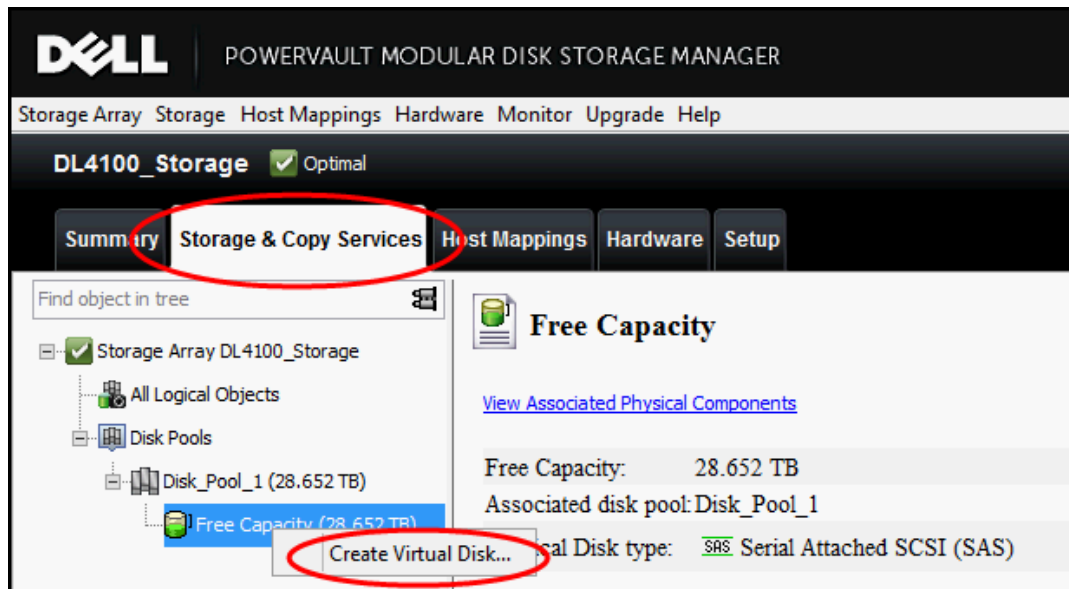 DELL POWERVAULT MODULAR DISK STORAGE MANAGER
Storage Array Storage Host Mappings Hardware Monitor Upgrade Help
DL4100_Storage Optimal
Summary Storage & Copy Services Host Mappings Hardware Setup
Find object in tree
Storage Array DL4100_Storage
All Logical Objects
Disk Pools
Disk_Pool_1 (28.652 TB)
Free Capacity (28.652 TB)
Create Virtual Disk...
Free Capacity
View Associated Physical Components
Free Capacity: 28.652 TB
Associated disk pool: Disk_Pool_1
Disk type: SAS Serial Attached SCSI (SAS)